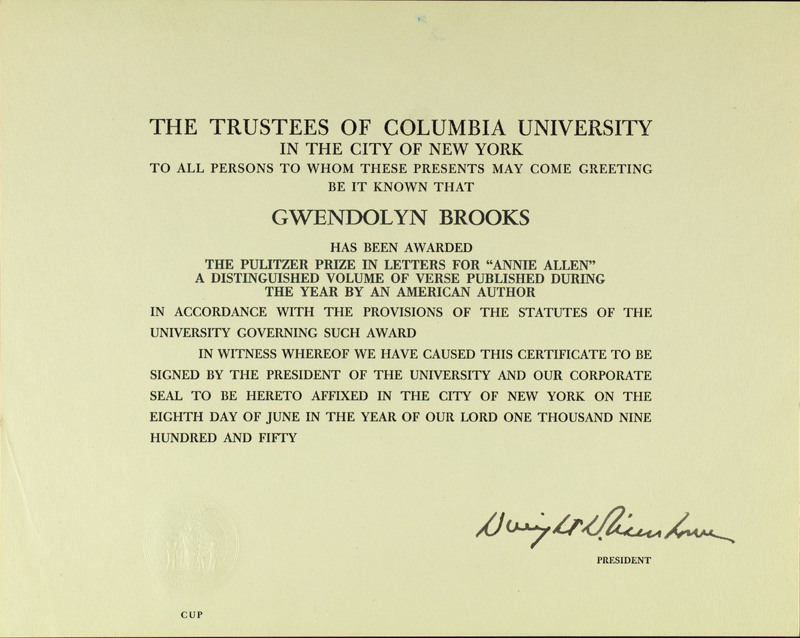 THE TRUSTEES OF COLUMBIA UNIVERSITY
IN THE CITY OF NEW YORK
TO ALL PERSONS TO WHOM THESE PRESENTS MAY COME GREETING
BE IT KNOWN THAT
GWENDOLYN BROOKS
HAS BEEN AWARDED
THE PULITZER PRIZE IN LETTERS FOR “ANNIE ALLEN”
A DISTINGUISHED VOLUME OF VERSE PUBLISHED DURING
THE YEAR BY AN AMERICAN AUTHOR
IN ACCORDANCE WITH THE PROVISIONS OF THE STATUTES OF THE
UNIVERSITY GOVERNING SUCH AWARD
IN WITNESS WHEREOF WE HAVE CAUSED THIS CERTIFICATE TO BE
SIGNED BY THE PRESIDENT OF THE UNIVERSITY AND OUR CORPORATE
SEAL TO BE HERETO AFFIXED IN THE CITY OF NEW YORK ON THE
EIGHTH DAY OF JUNE IN THE YEAR OF OUR LORD ONE THOUSAND NINE
HUNDRED AND FIFTY
Dwight D. Eisenhower
PRESIDENT
CUP